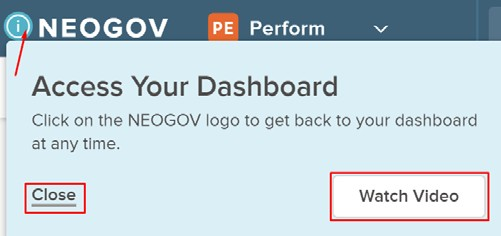 i NEOGOV PE Perform
Access Your Dashboard
Click on the NEOGOV logo to get back to your dashboard
at any time.
Close Watch Video